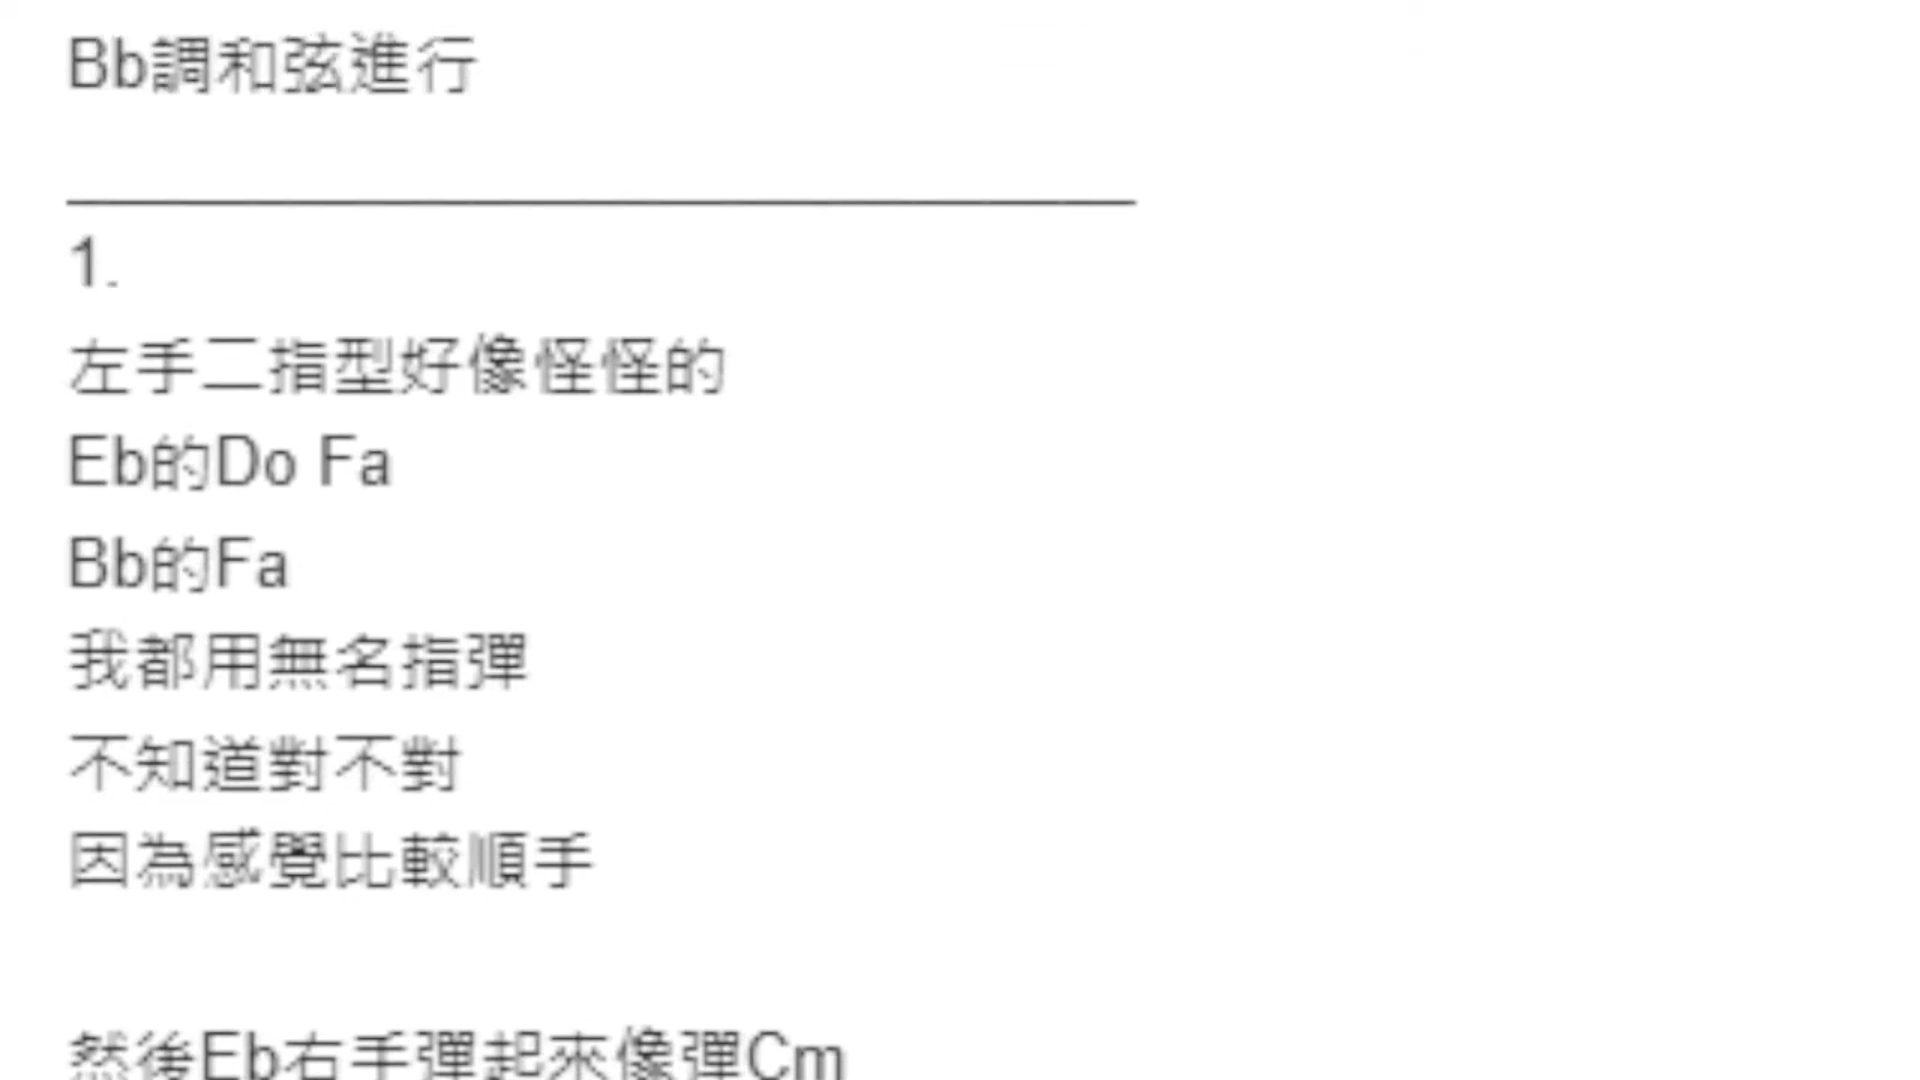 Bb調和弦進行
1.
左手二指型好像怪怪的
Eb的Do Fa
Bb的Fa
我都用無名指彈
不知道對不對
因為感覺比較順手
然後Eb右手彈起來像彈Cm